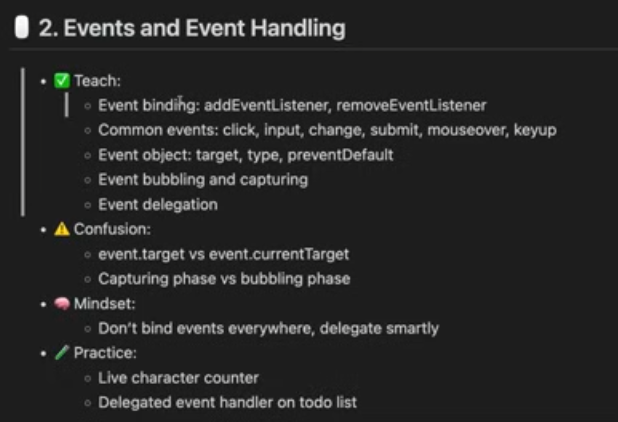 2. Events and Event Handling
Teach:
Event binding: addEventListener, removeEventListener
Common events: click, input, change, submit, mouseover, keyup
Event object: target, type, preventDefault
Event bubbling and capturing
Event delegation
Confusion:
event.target vs event.currentTarget
Capturing phase vs bubbling phase
Mindset:
Don't bind events everywhere, delegate smartly
Practice:
Live character counter
Delegated event handler on todo list